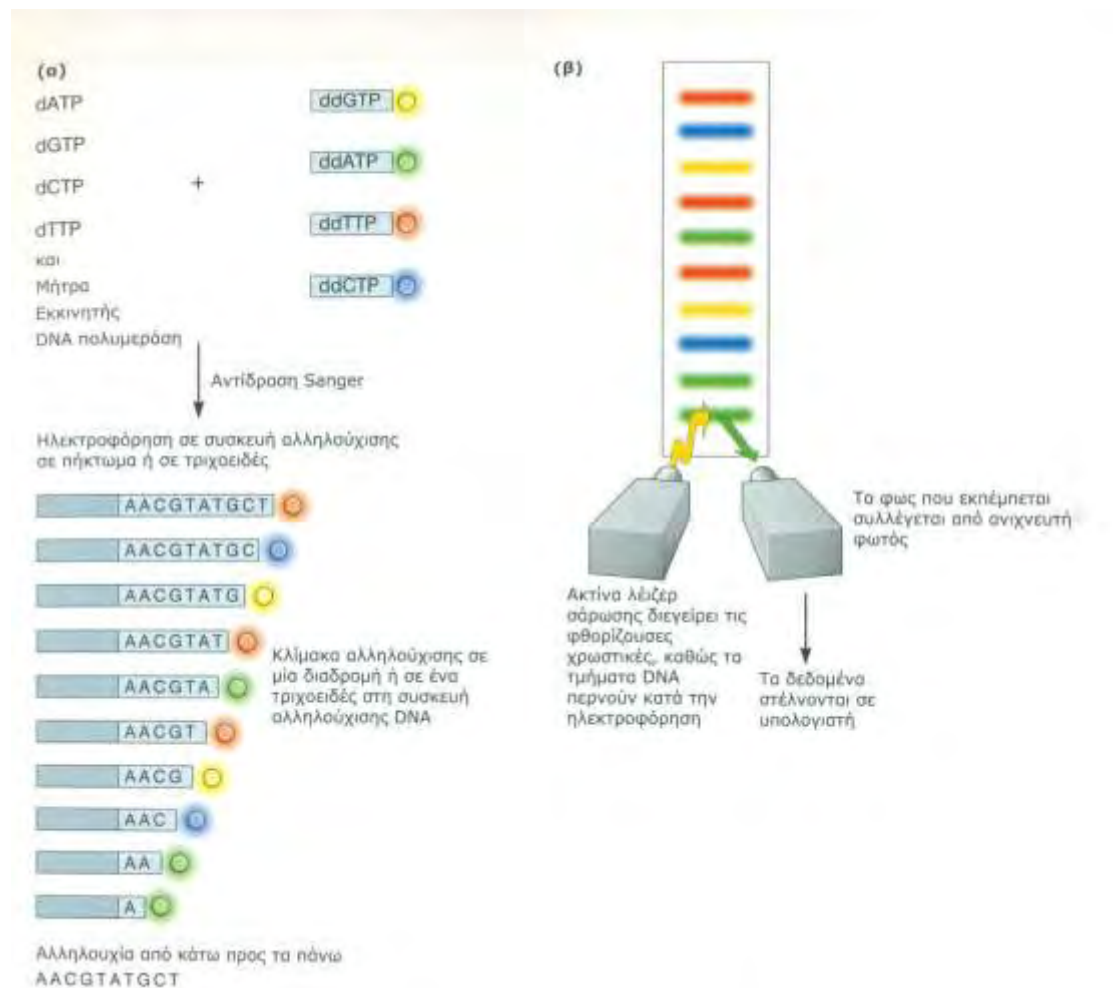 (α)
dATP
dGTP
dCTP
dTTP
και
Μήτρα
Εκκινητής
DNA πολυμεράση
+
ddGTP
ddATP
ddTTP
ddCTP
Αντίδραση Sanger
Ηλεκτροφόρηση σε συσκευή αλληλούχισης
σε πήκτωμα ή σε τριχοειδές
AACGTATGCT
AACGTATGC
AACGTATG
AACGTAT
AACGTA
AACGT
AACG
AAC
AA
A
Κλίμακα αλληλούχισης σε
μία διαδρομή ή σε ένα
τριχοειδές στη συσκευή
αλληλούχισης DNA
Αλληλουχία από κάτω προς τα πάνω
AACGTATGCT
(β)
Ακτίνα λέιζερ
σάρωσης διεγείρει τις
φθορίζουσες
χρωστικές, καθώς τα
τμήματα DNA
περνούν κατά την
ηλεκτροφόρηση
Το φως που εκπέμπεται
συλλέγεται από ανιχνευτή
φωτός
Τα δεδομένα
στέλνονται σε
υπολογιστή